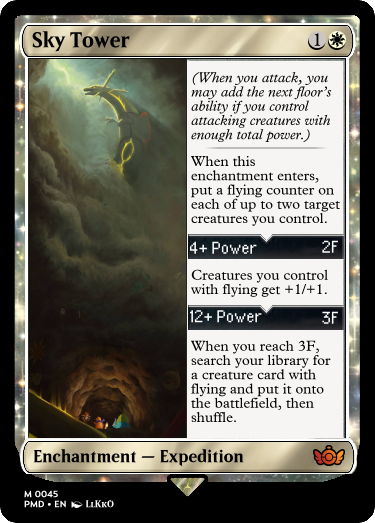 Sky Tower
1
(When you attack, you
may add the next floor's
ability if you control
attacking creatures with
enough total power.)
When this
enchantment enters,
put a flying counter on
each of up to two target
creatures you control.
4+ Power 2F
Creatures you control
with flying get +1/+1.
12+ Power 3F
When you reach 3F,
search your library for
a creature card with
flying and put it onto
the battlefield, then
shuffle.
Enchantment — Expedition
M 0045
PMD • EN LLKKO